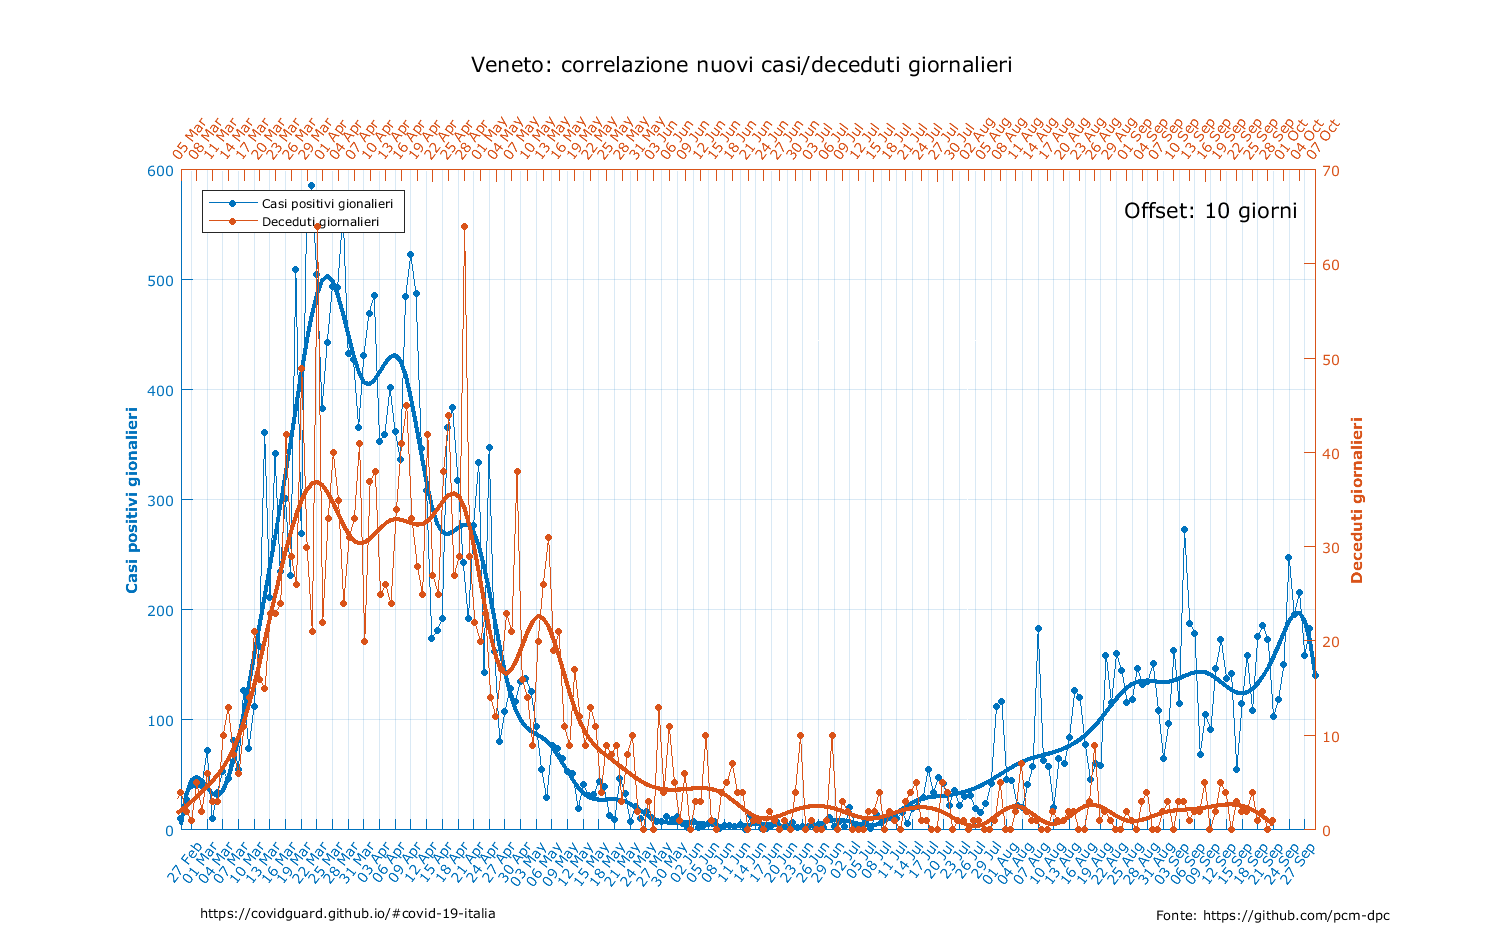 Veneto: correlazione nuovi casi/deceduti giornalieri
05 Mar
08 Mar
11 Mar
14 Mar
17 Mar
20 Mar
23 Mar
26 Mar
29 Mar
01 Apr
04 Apr
07 Apr
10 Apr
13 Apr
16 Apr
19 Apr
22 Apr
25 Apr
28 Apr
01 May
04 May
07 May
10 May
13 May
16 May
19 May
22 May
25 May
28 May
31 May
03 Jun
06 Jun
09 Jun
12 Jun
15 Jun
18 Jun
21 Jun
24 Jun
27 Jun
30 Jun
03 Jul
06 Jul
09 Jul
12 Jul
15 Jul
18 Jul
21 Jul
24 Jul
27 Jul
30 Jul
02 Aug
05 Aug
08 Aug
11 Aug
14 Aug
17 Aug
20 Aug
23 Aug
26 Aug
29 Aug
01 Sep
04 Sep
07 Sep
10 Sep
13 Sep
16 Sep
19 Sep
22 Sep
25 Sep
28 Sep
01 Oct
04 Oct
07 Oct
600
500
400
300
200
100
0
Casi positivi gionalieri
Casi positivi gionalieri
Deceduti giornalieri
Offset: 10 giorni
70
60
50
40
30
20
10
0
Deceduti giornalieri
27 Feb
01 Mar
04 Mar
07 Mar
10 Mar
13 Mar
16 Mar
19 Mar
22 Mar
25 Mar
28 Mar
31 Mar
03 Apr
06 Apr
09 Apr
12 Apr
15 Apr
18 Apr
21 Apr
24 Apr
27 Apr
30 Apr
03 May
06 May
09 May
12 May
15 May
18 May
21 May
24 May
27 May
30 May
02 Jun
05 Jun
08 Jun
11 Jun
14 Jun
17 Jun
20 Jun
23 Jun
26 Jun
29 Jun
02 Jul
05 Jul
08 Jul
11 Jul
14 Jul
17 Jul
20 Jul
23 Jul
26 Jul
29 Jul
01 Aug
04 Aug
07 Aug
10 Aug
13 Aug
16 Aug
19 Aug
22 Aug
25 Aug
28 Aug
31 Aug
03 Sep
06 Sep
09 Sep
12 Sep
15 Sep
18 Sep
21 Sep
24 Sep
27 Sep
https://covidguard.github.io/#covid-19-italia
Fonte: https://github.com/pcm-dpc